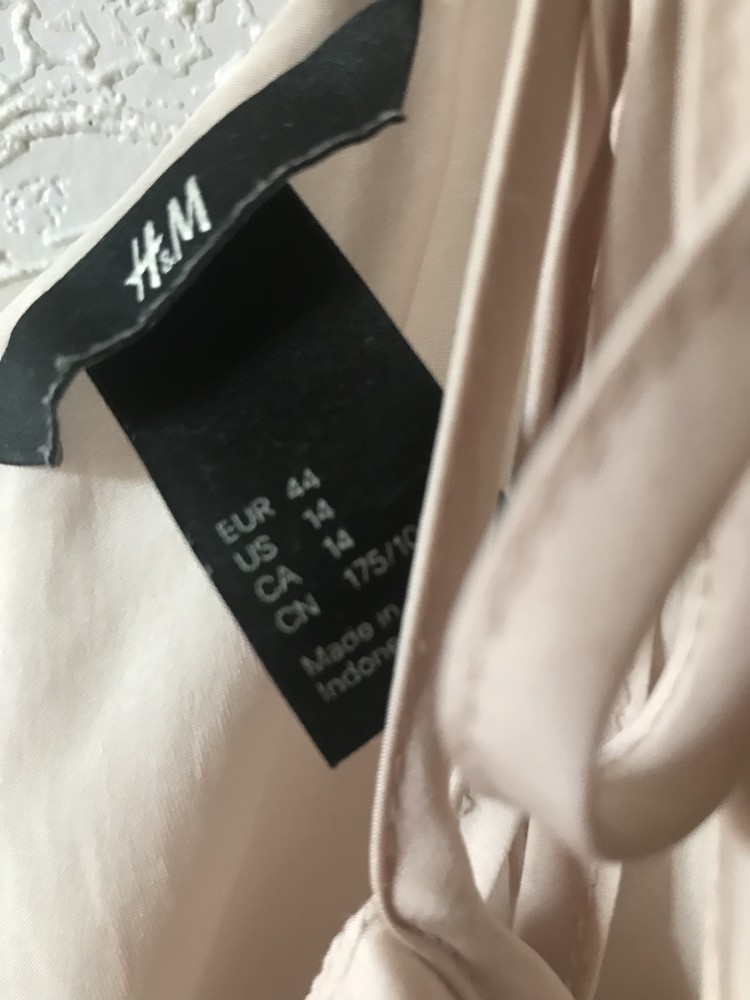 H&M
EUR 44
US 14
CA 14
CN 175/10
Made in
Indone